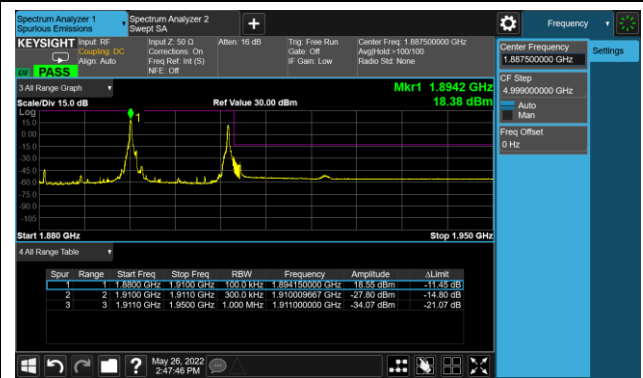 Spectrum Analyzer 1
Spurious Emissions
Spectrum Analyzer 2
Swept SA
Frequency
KEYSIGHT
Input: RF
Coupling: DC
Align: Auto
Input Z: 50 Ω
Corrections: On
Freq Ref: Int (S)
NFE: Off
Atten: 16 dB
Trig: Free Run
Gate: Off
IF Gain: Low
Center Freq: 1.887500000 GHz
Avg|Hold:>100/100
Radio Std: None
PASS
Center Frequency
1.887500000 GHz
Settings
CF Step
4.999000000 GHz
Auto
Man
Freq Offset
0 Hz
3 All Range Graph
Mkr1 1.8942 GHz
18.38 dBm
Scale/Div 15.0 dB
Ref Value 30.00 dBm
Log
15.0
0.00
-15.0
-30.0
-45.0
-60.0
-75.0
-90.0
-105
1
Start 1.880 GHz
Stop 1.950 GHz
4 All Range Table
Spur Range Start Freq Stop Freq RBW Frequency Amplitude ΔLimit
1 1 1.8800 GHz 1.9100 GHz 100.0 kHz 1.894150000 GHz 18.55 dBm -11.45 dB
2 2 1.9100 GHz 1.9110 GHz 300.0 kHz 1.910009667 GHz -27.80 dBm -14.80 dB
3 3 1.9110 GHz 1.9500 GHz 1.000 MHz 1.911000000 GHz -34.07 dBm -21.07 dB
May 26, 2022
2:47:46 PM